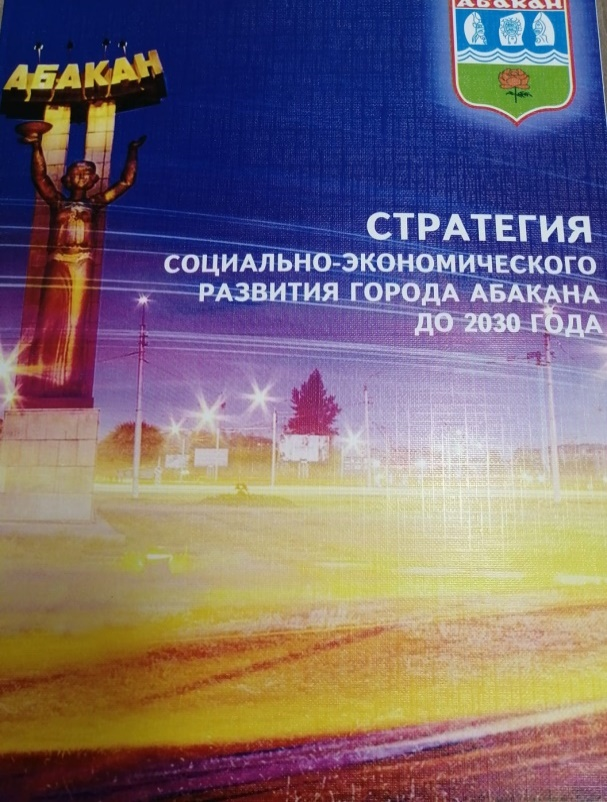 АБАКАН
АБАКАН
СТРАТЕГИЯ
СОЦИАЛЬНО-ЭКОНОМИЧЕСКОГО
РАЗВИТИЯ ГОРОДА АБАКАНА
ДО 2030 ГОДА